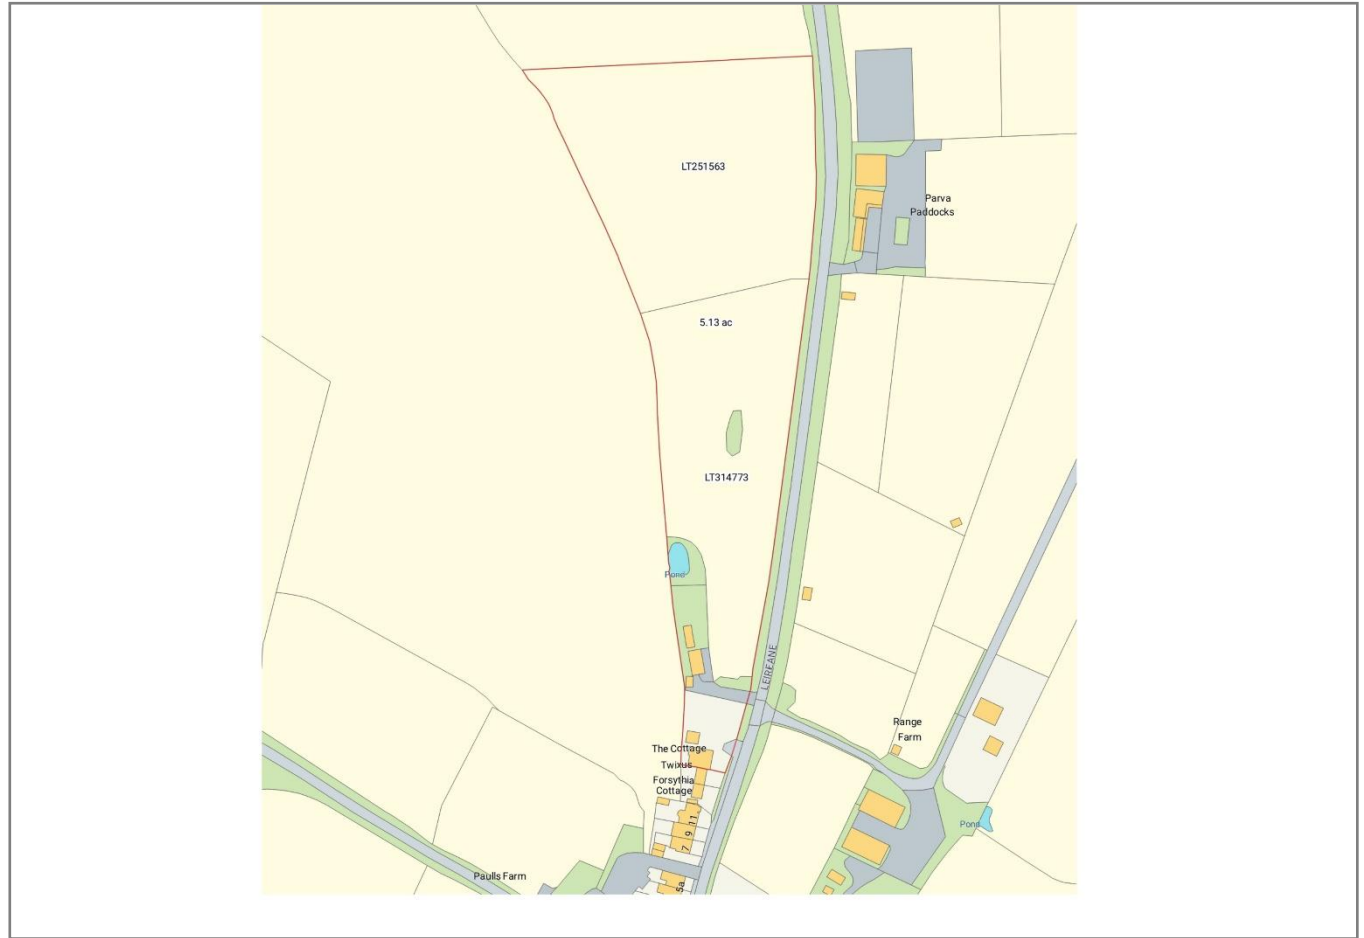 LT251563
Parva
Paddocks
5.13 ac
LT314773
Pond
LEIREANE
Range
Farm
The Cottage
Twixus
Forsythia
Cottage
11
9
7
Pond
Paulls Farm
5a